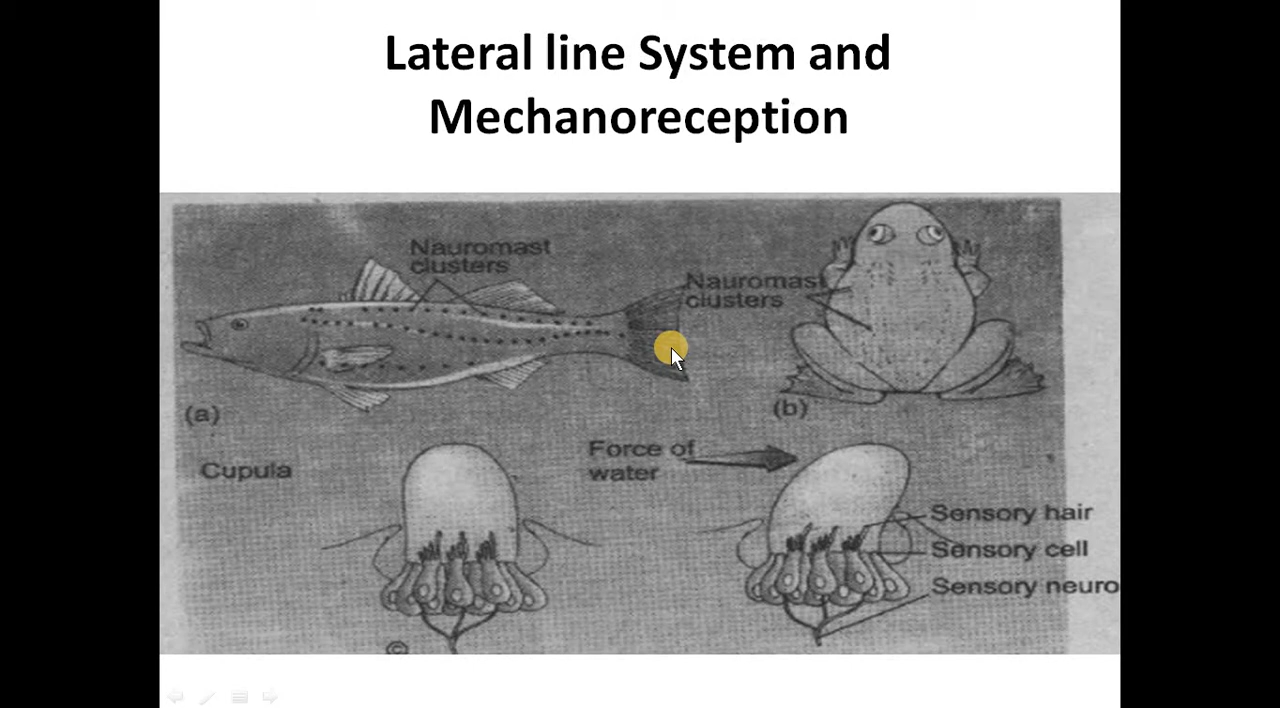 Lateral line System and
Mechanoreception
Nauromast
clusters
Nauromast
clusters
(a)
(b)
Cupula
Force of
water
Sensory hair
Sensory cell
Sensory neuro
©